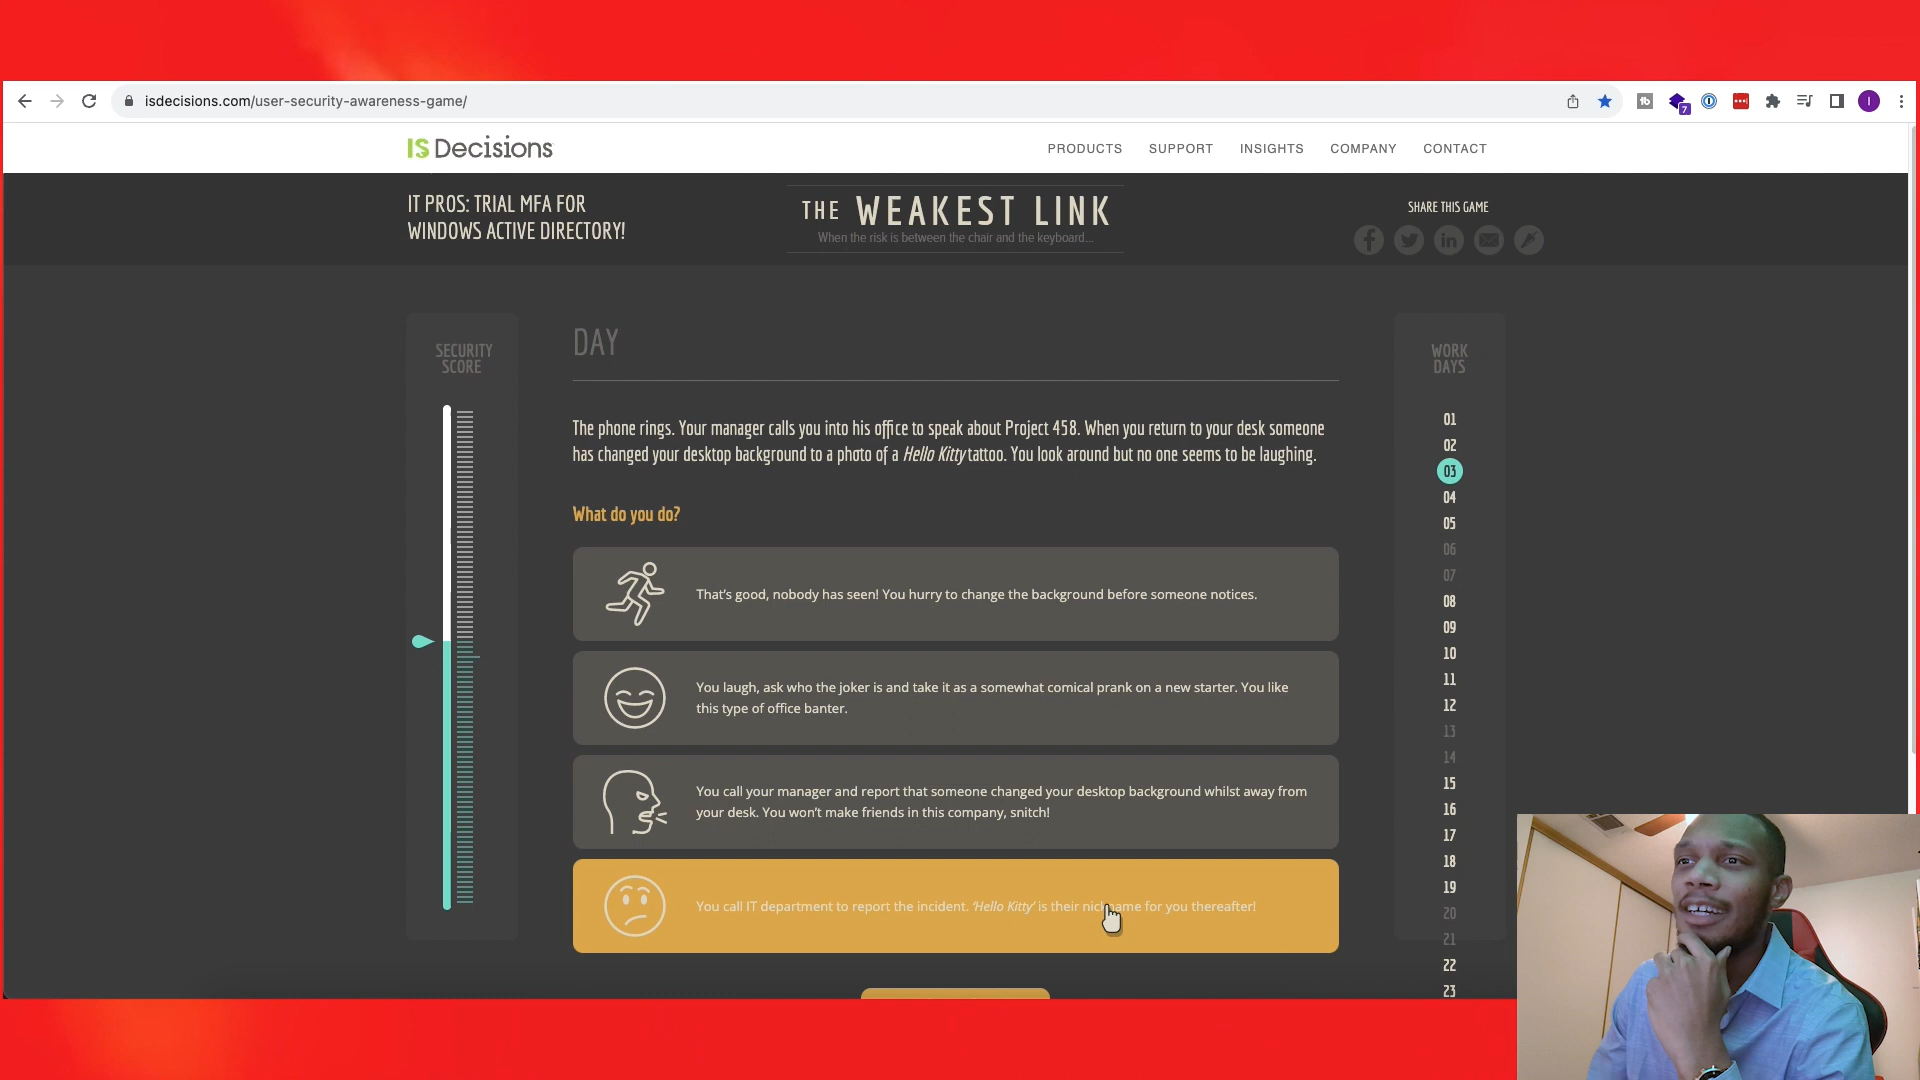 isdecisions.com/user-security-awareness-game/
7
I
IS Decisions
PRODUCTS SUPPORT INSIGHTS COMPANY CONTACT
IT PROS: TRIAL MFA FOR
WINDOWS ACTIVE DIRECTORY!
THE WEAKEST LINK
When the risk is between the chair and the keyboard...
SHARE THIS GAME
SECURITY
SCORE
DAY
The phone rings. Your manager calls you into his office to speak about Project 458. When you return to your desk someone
has changed your desktop background to a photo of a Hello Kitty tattoo. You look around but no one seems to be laughing.
What do you do?
That's good, nobody has seen! You hurry to change the background before someone notices.
You laugh, ask who the joker is and take it as a somewhat comical prank on a new starter. You like
this type of office banter.
You call your manager and report that someone changed your desktop background whilst away from
your desk. You won't make friends in this company, snitch!
You call IT department to report the incident. 'Hello Kitty' is their nickname for you thereafter!
WORK
DAYS
01
02
03
04
05
06
07
08
09
10
11
12
13
14
15
16
17
18
19
20
21
22
23